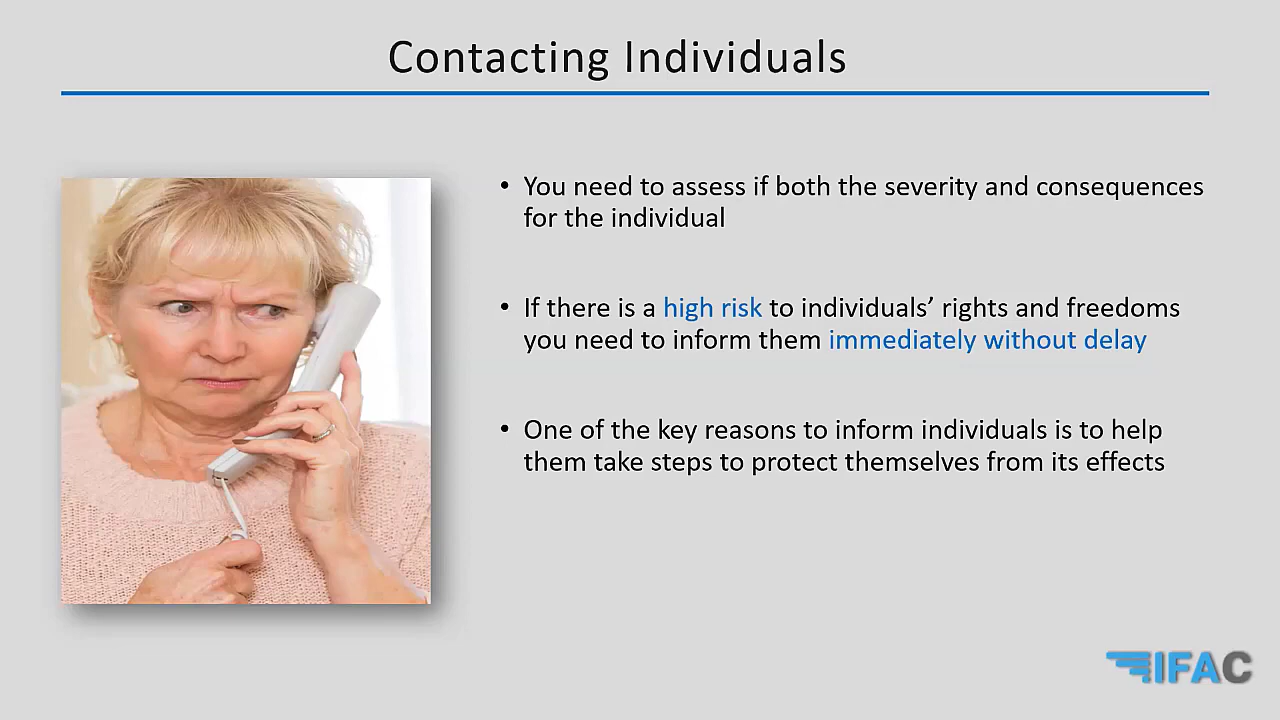 Contacting Individuals
• You need to assess if both the severity and consequences
for the individual
• If there is a high risk to individuals’ rights and freedoms
you need to inform them immediately without delay
• One of the key reasons to inform individuals is to help
them take steps to protect themselves from its effects
IFAC